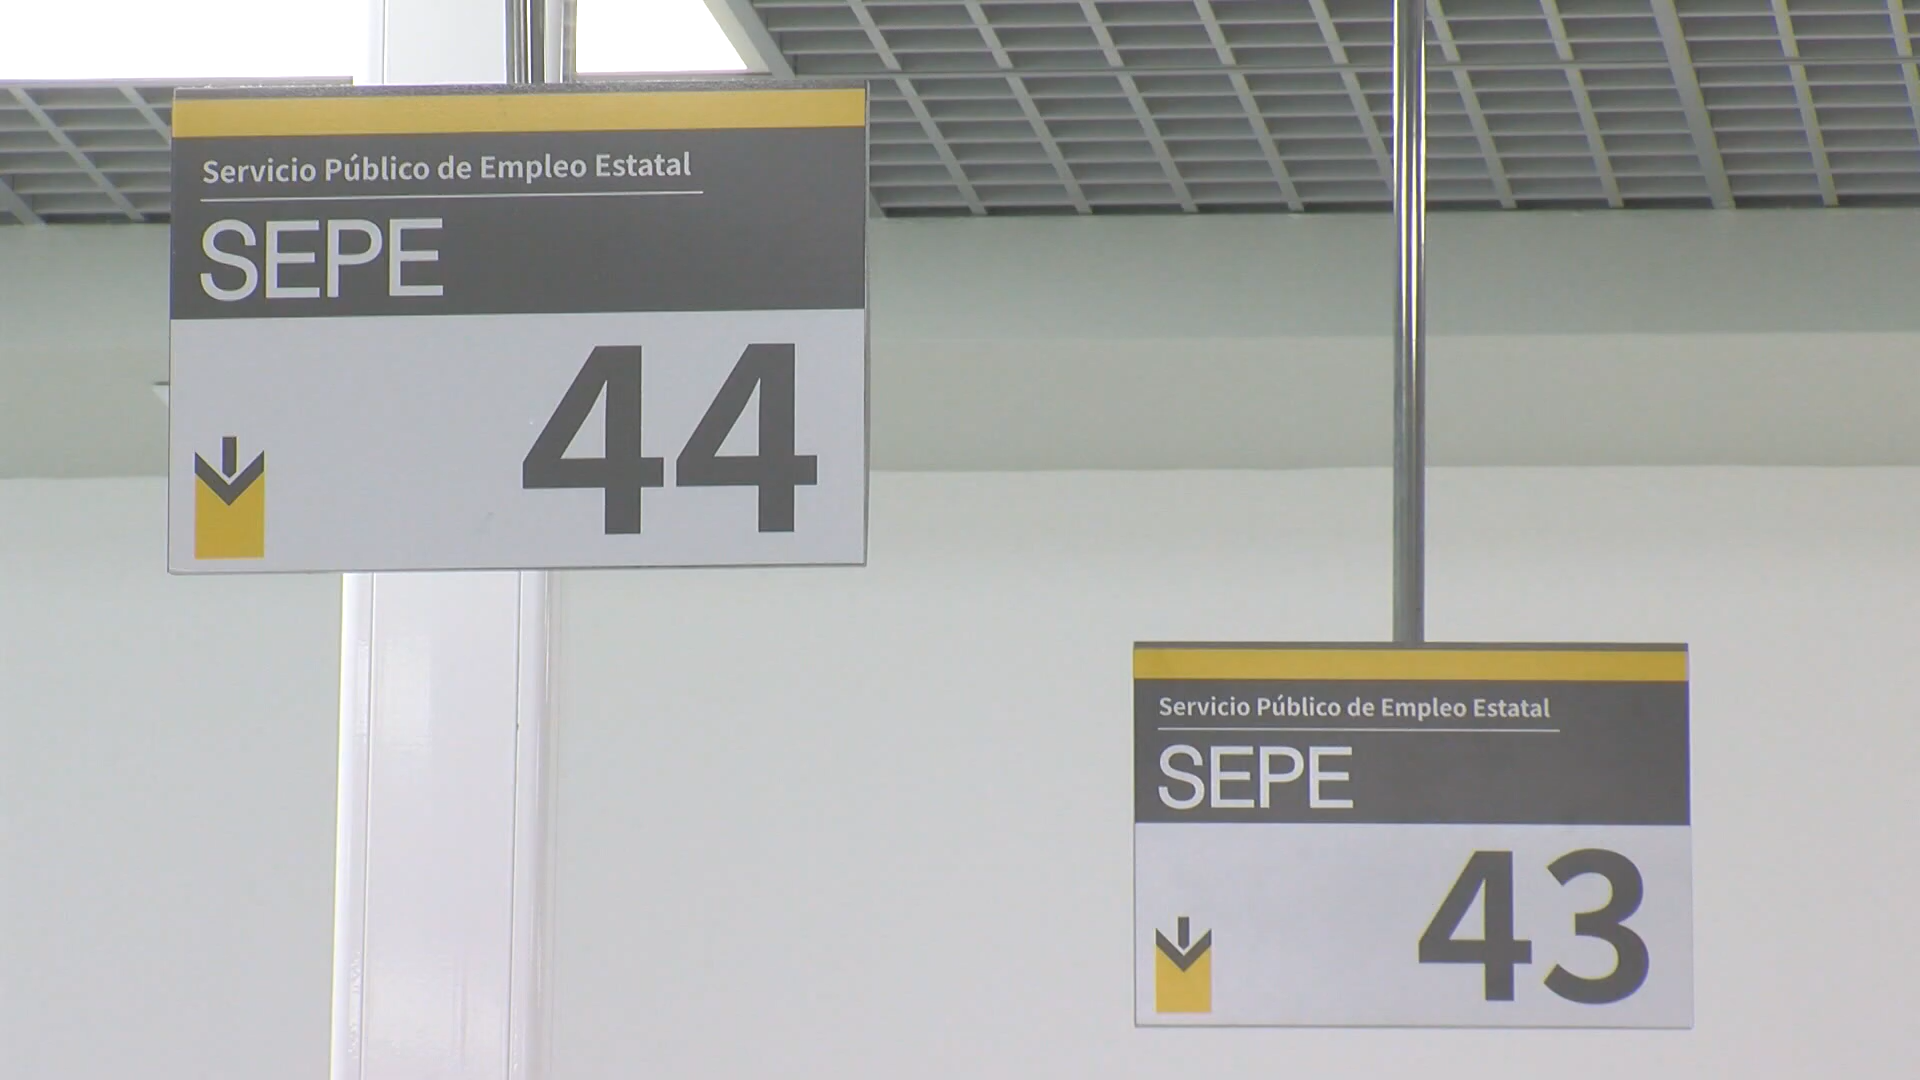 Servicio Público de Empleo Estatal
SEPE
44
Servicio Público de Empleo Estatal
SEPE
43